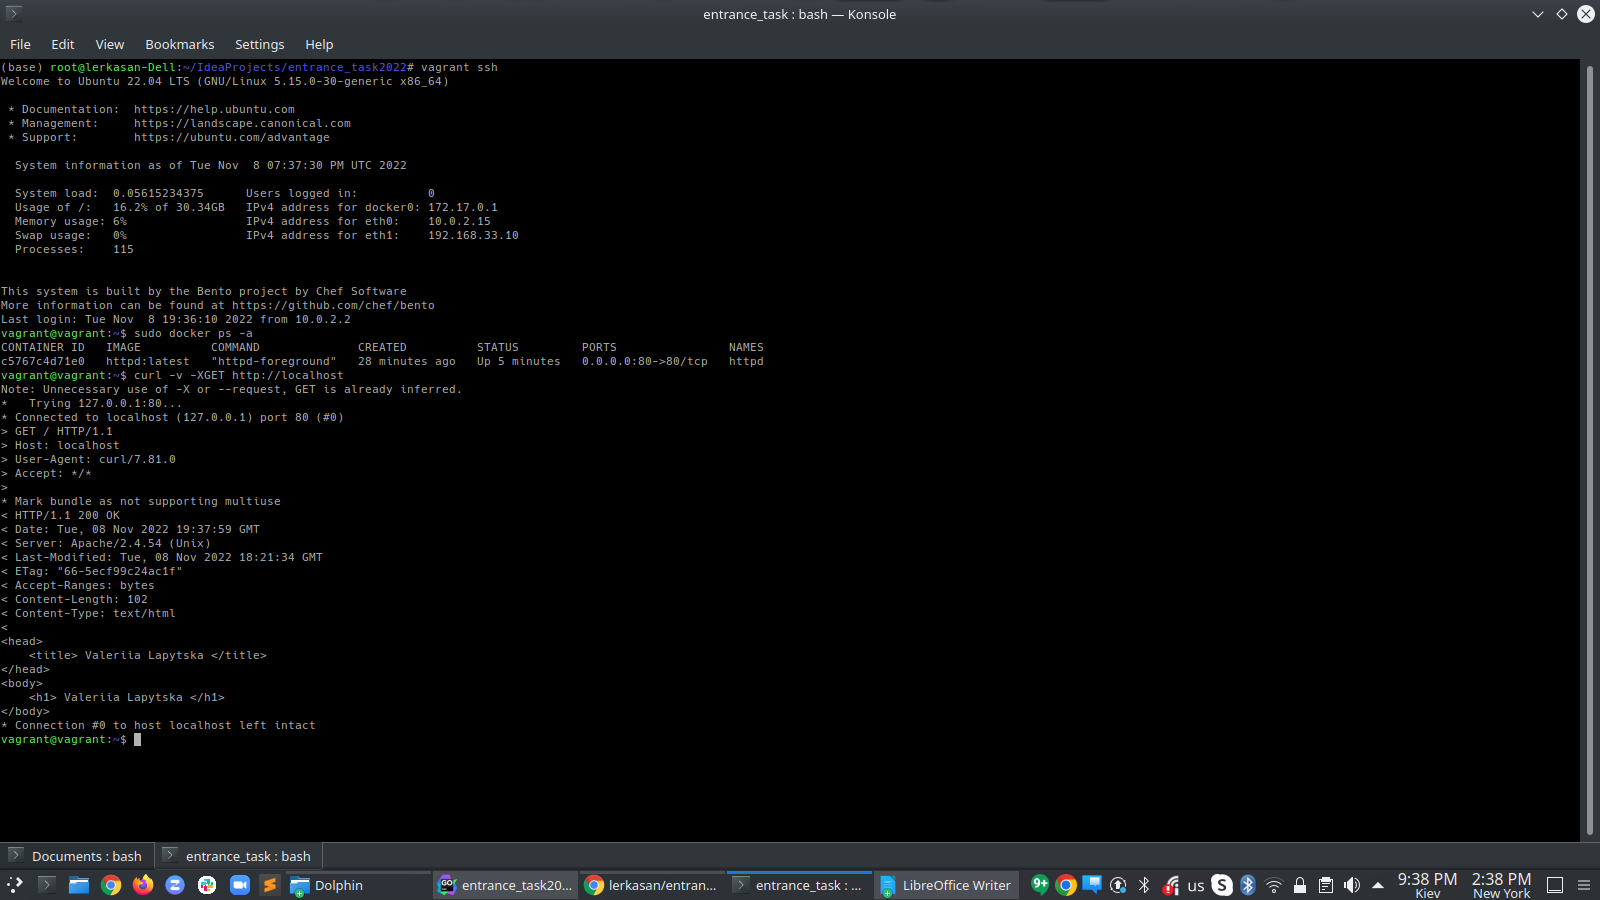 entrance_task : bash — Konsole
File Edit View Bookmarks Settings Help
(base) root@lerkasan-Dell:~/IdeaProjects/entrance_task2022# vagrant ssh
Welcome to Ubuntu 22.04 LTS (GNU/Linux 5.15.0-30-generic x86_64)
* Documentation: https://help.ubuntu.com
* Management: https://landscape.canonical.com
* Support: https://ubuntu.com/advantage
System information as of Tue Nov 8 07:37:30 PM UTC 2022
System load: 0.05615234375 Users logged in: 0
Usage of /: 16.2% of 30.34GB IPv4 address for docker0: 172.17.0.1
Memory usage: 6% IPv4 address for eth0: 10.0.2.15
Swap usage: 0% IPv4 address for eth1: 192.168.33.10
Processes: 115
This system is built by the Bento project by Chef Software
More information can be found at https://github.com/chef/bento
Last login: Tue Nov 8 19:36:10 2022 from 10.0.2.2
vagrant@vagrant:~$ sudo docker ps -a
CONTAINER ID IMAGE COMMAND CREATED STATUS PORTS NAMES
c5767c4d71e0 httpd:latest "httpd-foreground" 28 minutes ago Up 5 minutes 0.0.0.0:80->80/tcp httpd
vagrant@vagrant:~$ curl -v -XGET http://localhost
Note: Unnecessary use of -X or --request, GET is already inferred.
* Trying 127.0.0.1:80...
* Connected to localhost (127.0.0.1) port 80 (#0)
> GET / HTTP/1.1
> Host: localhost
> User-Agent: curl/7.81.0
> Accept: */*
>
* Mark bundle as not supporting multiuse
< HTTP/1.1 200 OK
< Date: Tue, 08 Nov 2022 19:37:59 GMT
< Server: Apache/2.4.54 (Unix)
< Last-Modified: Tue, 08 Nov 2022 18:21:34 GMT
< ETag: "66-5ecf99c24ac1f"
< Accept-Ranges: bytes
< Content-Length: 102
< Content-Type: text/html
<
<head>
<title> Valeriia Lapytska </title>
</head>
<body>
<h1> Valeriia Lapytska </h1>
</body>
* Connection #0 to host localhost left intact
vagrant@vagrant:~$
Documents : bash entrance_task : bash
Dolphin entrance_task20... lerkasan/entran... entrance_task : ... LibreOffice Writer 9+ us 9:38 PM 2:38 PM
Kiev New York